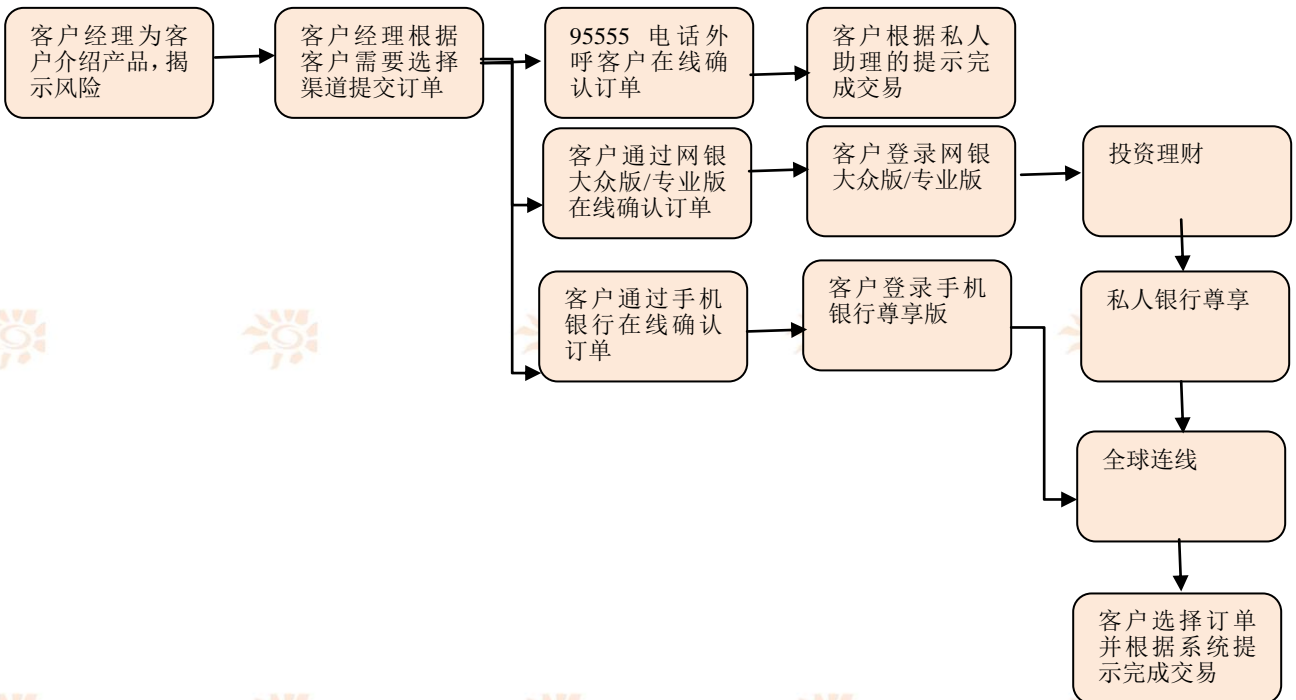 客户经理为客
户介绍产品，揭
示风险
客户经理根据
客户需要选择
渠道提交订单
95555 电话外
呼客户在线确
认订单
客户根据私人
助理的提示完
成交易
客户通过网银
大众版/专业版
在线确认订单
客户登录网银
大众版/专业版
投资理财
客户通过手机
银行在线确认
订单
客户登录手机
银行尊享版
私人银行尊享
全球连线
客户选择订单
并根据系统提
示完成交易